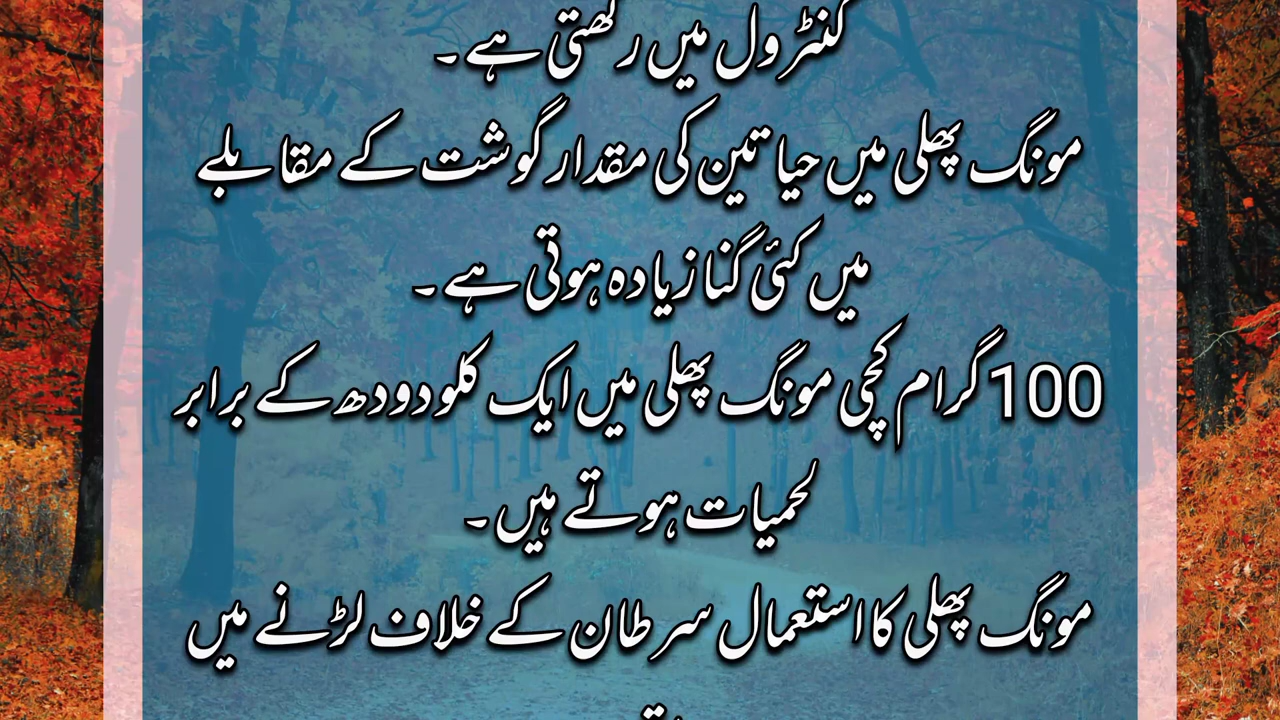 کنٹرول میں رکھتی ہے۔
مونگ پھلی میں حیاتین کی مقدار گوشت کے مقابلے
میں کئی گنا زیادہ ہوتی ہے۔
100 گرام کچی مونگ پھلی میں ایک کلو دودھ کے برابر
لحمیات ہوتے ہیں۔
مونگ پھلی کا استعمال سرطان کے خلاف لڑنے میں